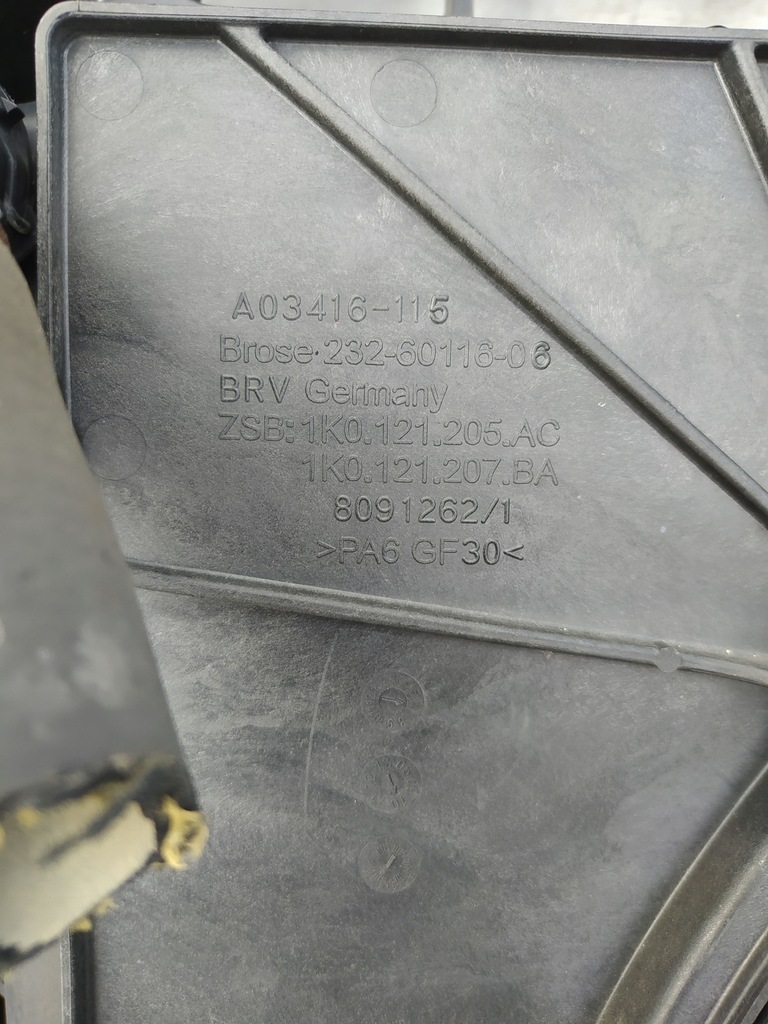 A03416-115
Brose·232-60116-06
BRV Germany
ZSB:1K0.121.205.AC
1K0.121.207.BA
8091262/1
>PA6 GF30<